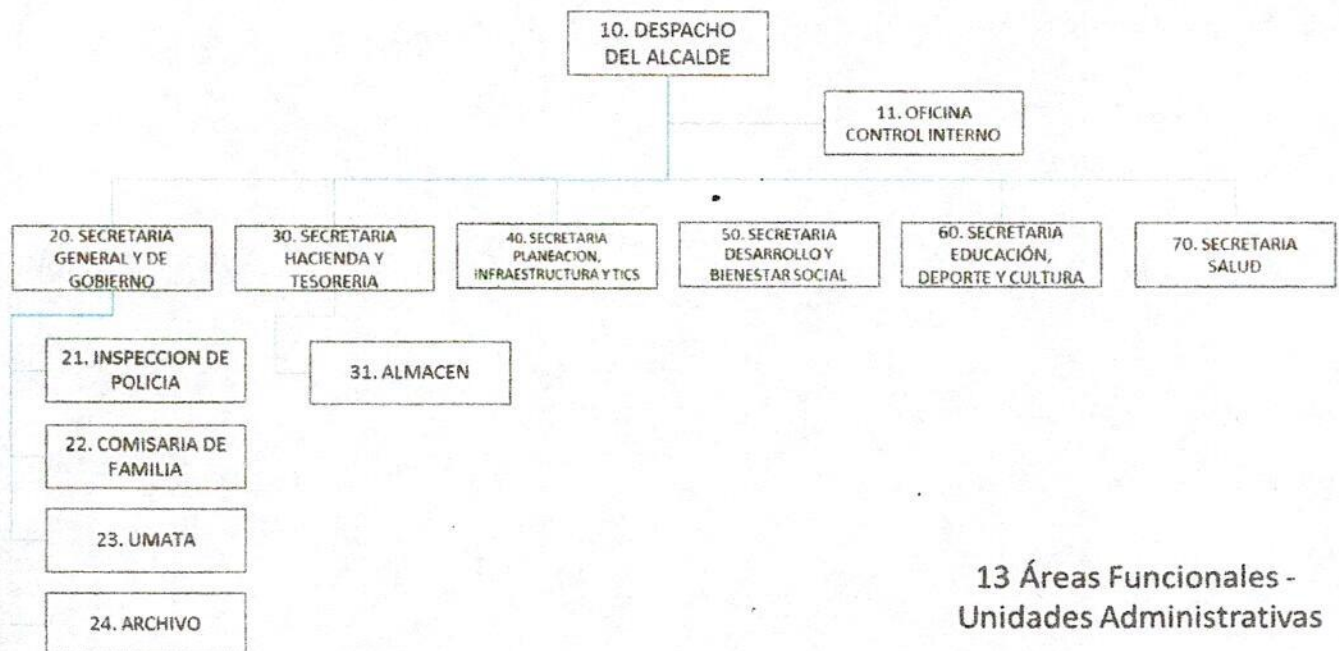 10. DESPACHO
DEL ALCALDE
11. OFICINA
CONTROL INTERNO
20. SECRETARIA
GENERAL Y DE
GOBIERNO
30. SECRETARIA
HACIENDA Y
TESORERIA
40. SECRETARIA
PLANEACION,
INFRAESTRUCTURA Y TICS
50. SECRETARIA
DESARROLLO Y
BIENESTAR SOCIAL
60. SECRETARIA
EDUCACIÓN,
DEPORTE Y CULTURA
70. SECRETARIA
SALUD
21. INSPECCION DE
POLICIA
31. ALMACEN
22. COMISARIA DE
FAMILIA
23. UMATA
24. ARCHIVO
13 Áreas Funcionales -
Unidades Administrativas